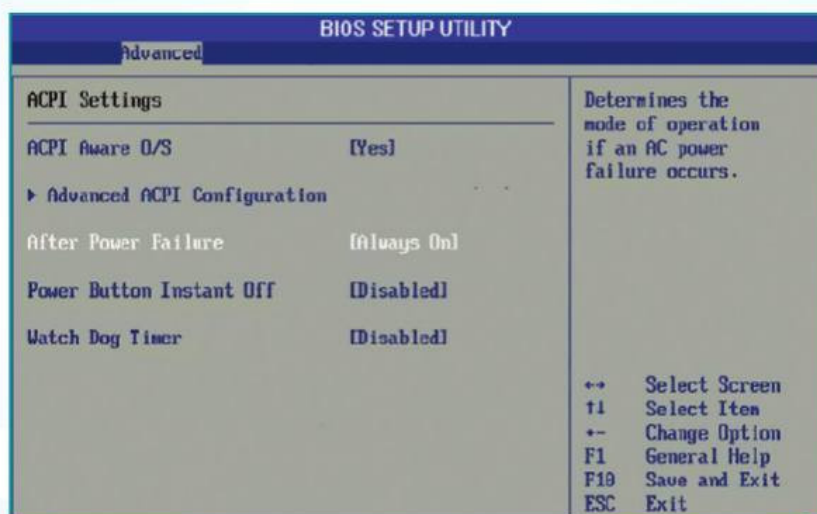 BIOS SETUP UTILITY
Advanced
ACPI Settings
ACPI Aware O/S [Yes]
▸ Advanced ACPI Configuration
After Power Failure [Always On]
Power Button Instant Off [Disabled]
Watch Dog Timer [Disabled]
Determines the
mode of operation
if an AC power
failure occurs.
←→ Select Screen
↑↓ Select Item
+- Change Option
F1 General Help
F10 Save and Exit
ESC Exit